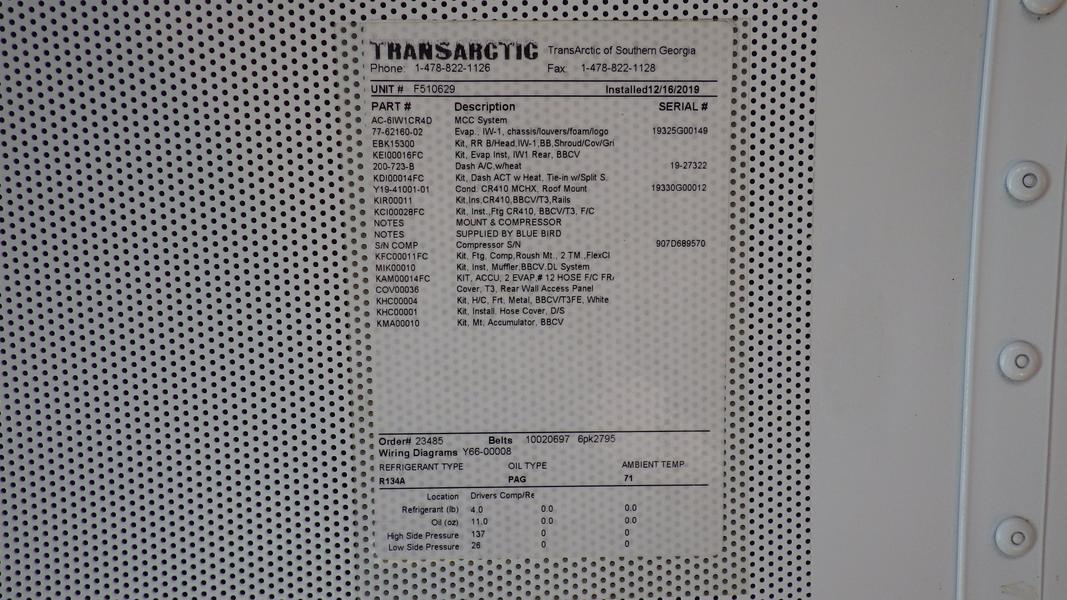 TRANSARCTIC TransArctic of Southern Georgia
Phone: 1-478-822-1126 Fax: 1-478-822-1128
UNIT # F510629 Installed12/16/2019
PART # Description SERIAL #
AC-6IW1CR4D MCC System
77-62160-02 Evap., IW-1, chassis/louvers/foam/logo 19325G00149
EBK15300 Kit, RR B/Head,IW-1,BB,Shroud/Cov/Gri
KEI00016FC Kit, Evap Inst, IW1 Rear, BBCV
200-723-B Dash A/C,w/heat 19-27322
KDI00014FC Kit, Dash ACT w Heat, Tie-in w/Split S.
Y19-41001-01 Cond. CR410 MCHX, Roof Mount 19330G00012
KIR00011 Kit,Ins,CR410,BBCV/T3,Rails
KCI00028FC Kit, Inst.,Ftg CR410, BBCV/T3, F/C
NOTES MOUNT & COMPRESSOR
NOTES SUPPLIED BY BLUE BIRD
S/N COMP Compressor S/N 907D689570
KFC00011FC Kit, Ftg, Comp,Roush Mt., 2 TM.,FlexCl
MIK00010 Kit, Inst, Muffler,BBCV,DL System
KAM00014FC KIT, ACCU, 2 EVAP,# 12 HOSE F/C FR
COV00036 Cover, T3, Rear Wall Access Panel
KHC00004 Kit, H/C, Frt. Metal, BBCV/T3FE, White
KHC00001 Kit, Install. Hose Cover, D/S
KMA00010 Kit, Mt, Accumulator, BBCV
Order# 23485 Belts 10020697 6pk2795
Wiring Diagrams Y66-00008
REFRIGERANT TYPE OIL TYPE AMBIENT TEMP
R134A PAG 71
Location Drivers Comp/Re
Refrigerant (lb) 4.0 0.0 0.0
Oil (oz) 11.0 0.0 0.0
High Side Pressure 137 0 0
Low Side Pressure 26 0 0